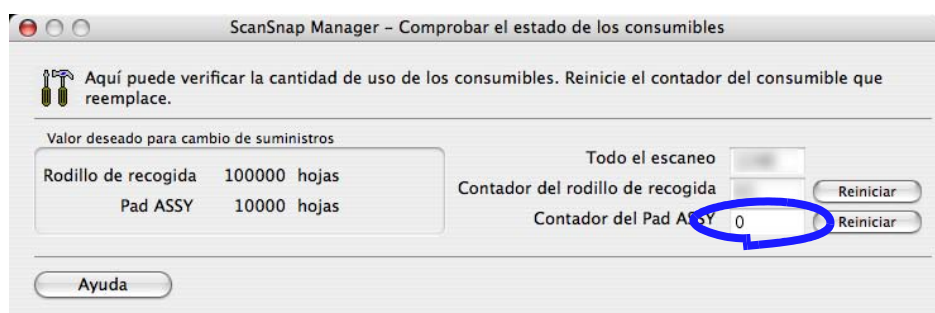 ScanSnap Manager – Comprobar el estado de los consumibles
Aquí puede verificar la cantidad de uso de los consumibles. Reinicie el contador del consumible que
reemplace.
Valor deseado para cambio de suministros
Rodillo de recogida 100000 hojas
Pad ASSY 10000 hojas
Todo el escaneo
Contador del rodillo de recogida Reiniciar
Contador del Pad ASSY 0 Reiniciar
Ayuda